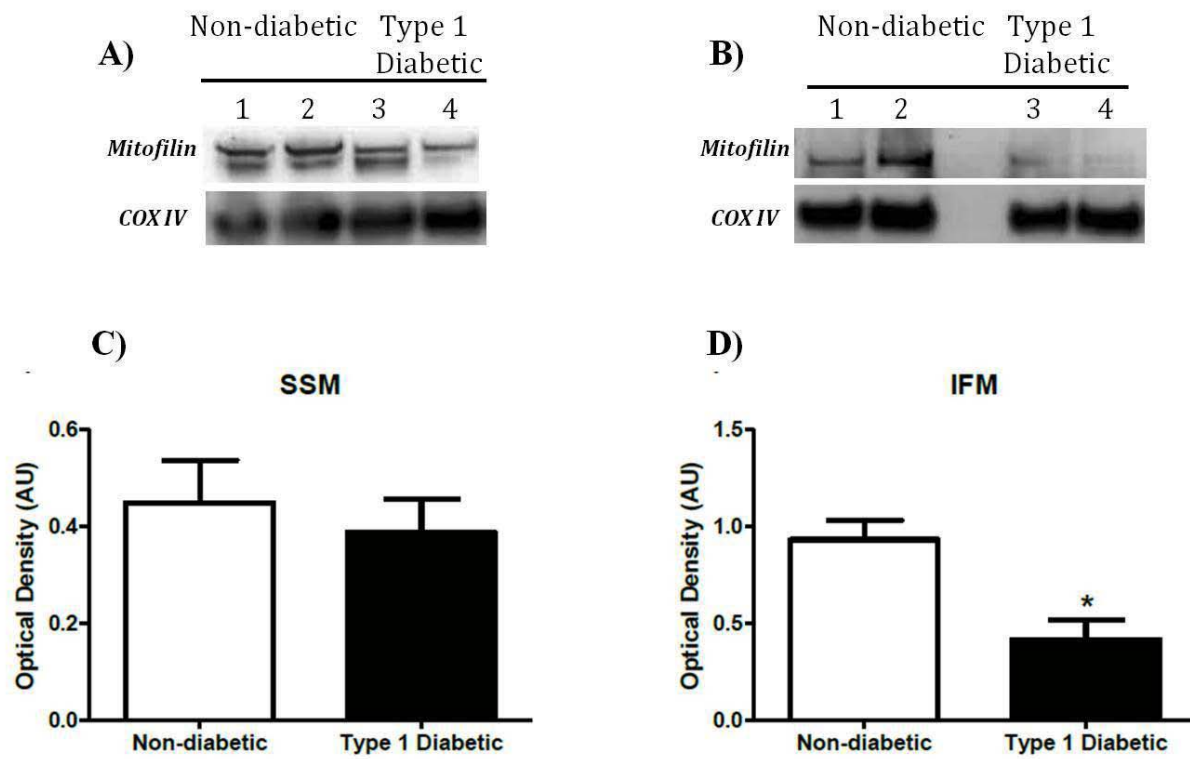 A)
Non-diabetic Type 1
Diabetic
1 2 3 4
Mitofilin
COX IV
B)
Non-diabetic Type 1
Diabetic
1 2 3 4
Mitofilin
COX IV
C)
SSM
Optical Density (AU)
0.6
0.4
0.2
0.0
Non-diabetic Type 1 Diabetic
D)
IFM
Optical Density (AU)
1.5
1.0
0.5
0.0
*
Non-diabetic Type 1 Diabetic